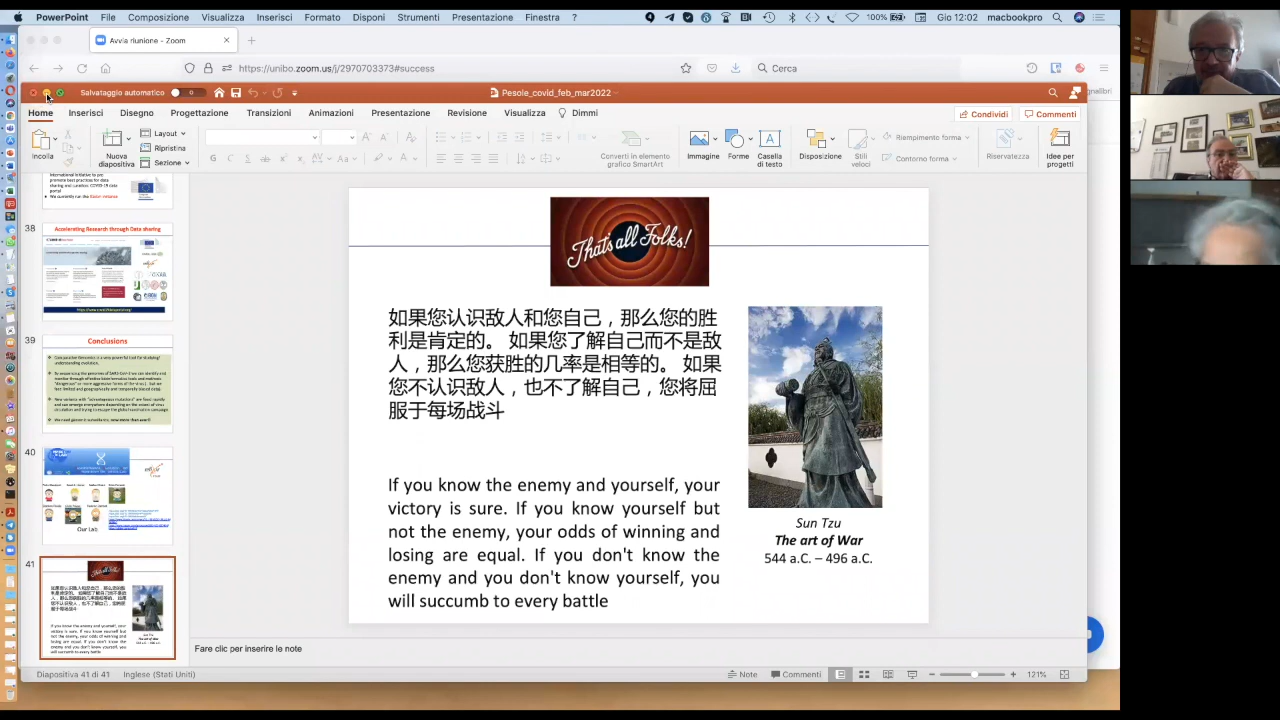 PowerPoint File Composizione Visualizza Inserisci Formato Disponi Strumenti Presentazione Finestra ? 100% Gio 12:02 macbookpro
Avvia riunione - Zoom
https://unibo.zoom.us/j/2970703373#success
Cerca
Salvataggio automatico
Pesole_covid_feb_mar2022
Home Inserisci Disegno Progettazione Transizioni Animazioni Presentazione Revisione Visualizza Dimmi
Condividi Commenti
Incolla
Nuova diapositiva
Layout
Ripristina
Sezione
Converti in elemento grafico SmartArt
Immagine
Forme
Casella di testo
Disposizione
Stili veloci
Riempimento forma
Contorno forma
Riservatezza
Idee per progetti
We currently run the
38
Accelerating Research through Data sharing
39
Conclusions
40
Our Lab
41
That's all Folks!
如果您认识敌人和您自己，那么您的胜
利是肯定的。 如果您了解自己而不是敌
人，那么您获胜的几率是相等的。 如果
您不认识敌人，也不了解自己，您将屈
服于每场战斗
If you know the enemy and yourself, your
victory is sure. If you know yourself but
not the enemy, your odds of winning and
losing are equal. If you don't know the
enemy and you don't know yourself, you
will succumb to every battle
Sun Tzu
The art of War
544 a.C. – 496 a.C.
Fare clic per inserire le note
Diapositiva 41 di 41 Inglese (Stati Uniti)
Note Commenti 121%